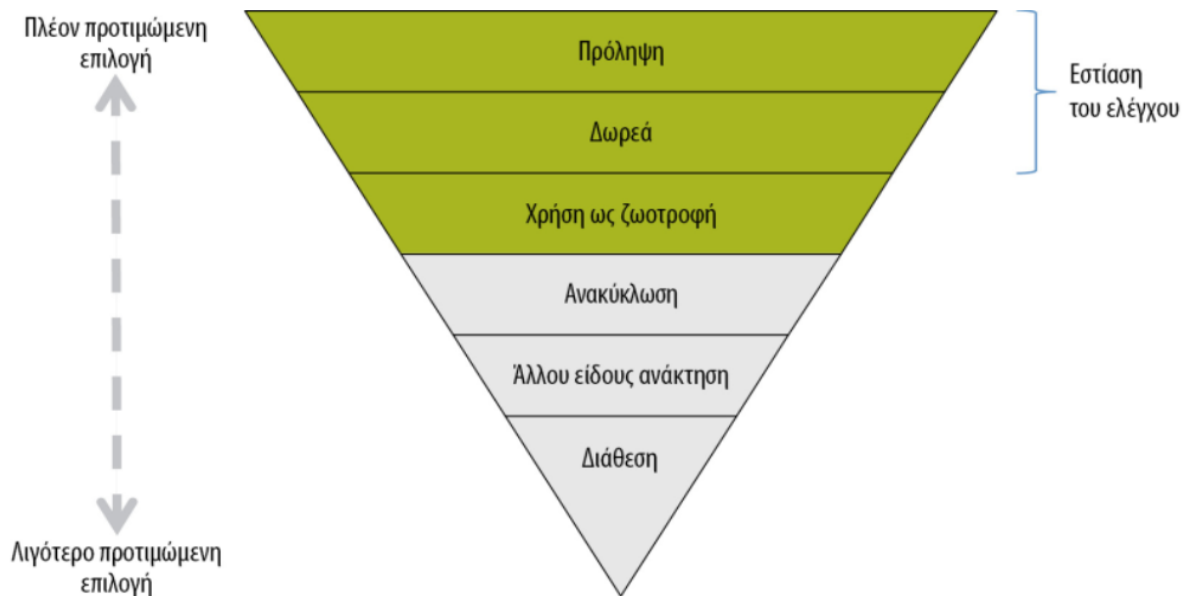 Πλέον προτιμώμενη
επιλογή
Πρόληψη
Εστίαση
του ελέγχου
Δωρεά
Χρήση ως ζωοτροφή
Ανακύκλωση
Άλλου είδους ανάκτηση
Διάθεση
Λιγότερο προτιμώμενη
επιλογή